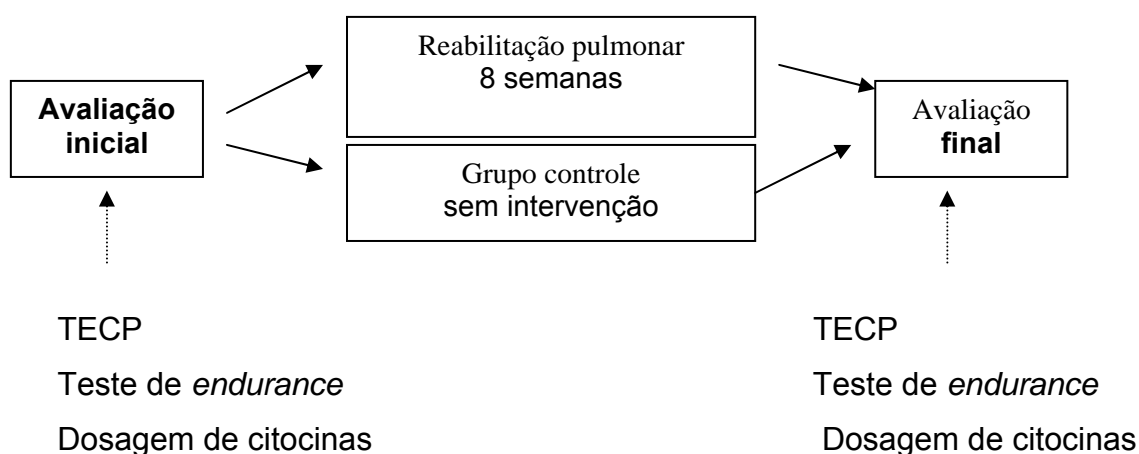 Reabilitação pulmonar
8 semanas
Avaliação
inicial
Avaliação
final
Grupo controle
sem intervenção
TECP
Teste de endurance
Dosagem de citocinas
TECP
Teste de endurance
Dosagem de citocinas